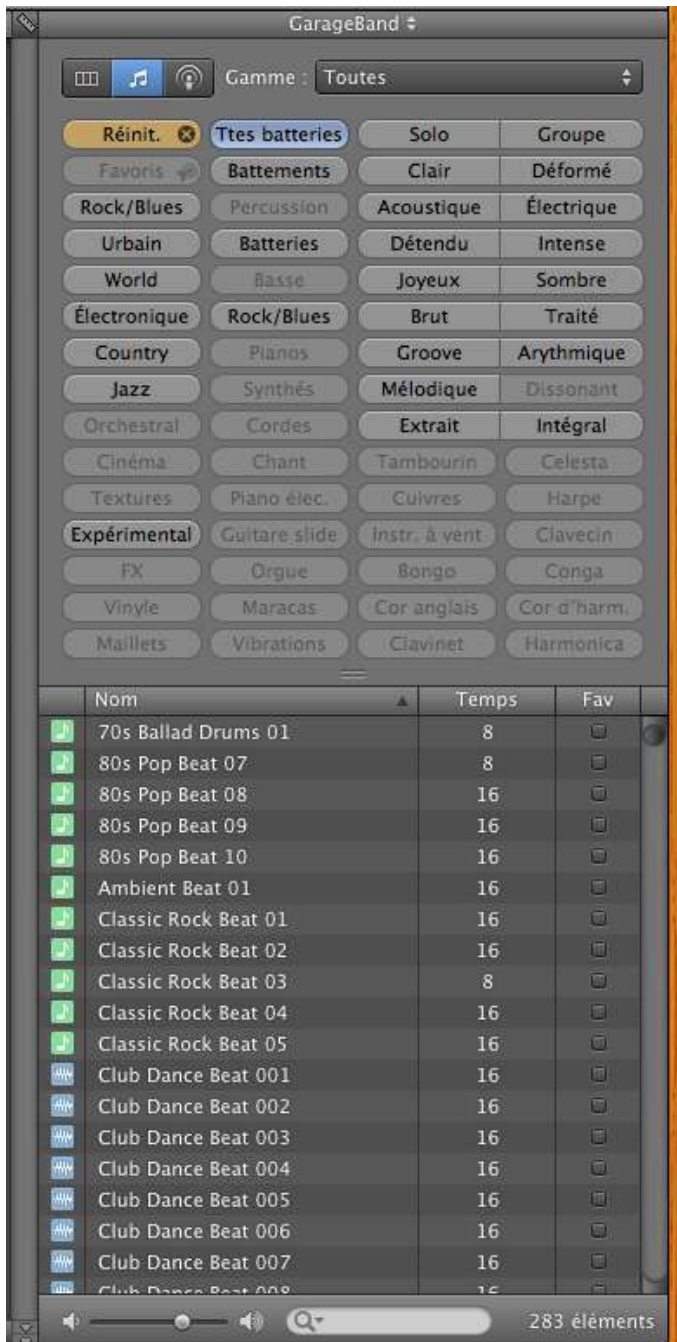 GarageBand
Gamme : Toutes
Réinit. Ttes batteries Solo Groupe
Favoris Battements Clair Déformé
Rock/Blues Percussion Acoustique Électrique
Urbain Batteries Détendu Intense
World Basse Joyeux Sombre
Électronique Rock/Blues Brut Traité
Country Pianos Groove Arythmique
Jazz Synthés Mélodique Dissonant
Orchestral Cordes Extrait Intégral
Cinéma Chant Tambourin Celesta
Textures Piano élec. Cuivres Harpe
Expérimental Guitare slide Instr. à vent Clavecin
FX Orgue Bongo Conga
Vinyle Maracas Cor anglais Cor d'harm.
Maillets Vibrations Clavinet Harmonica
Nom Temps Fav
70s Ballad Drums 01 8
80s Pop Beat 07 8
80s Pop Beat 08 16
80s Pop Beat 09 16
80s Pop Beat 10 16
Ambient Beat 01 16
Classic Rock Beat 01 16
Classic Rock Beat 02 16
Classic Rock Beat 03 8
Classic Rock Beat 04 16
Classic Rock Beat 05 16
Club Dance Beat 001 16
Club Dance Beat 002 16
Club Dance Beat 003 16
Club Dance Beat 004 16
Club Dance Beat 005 16
Club Dance Beat 006 16
Club Dance Beat 007 16
Club Dance Beat 008 16
283 éléments